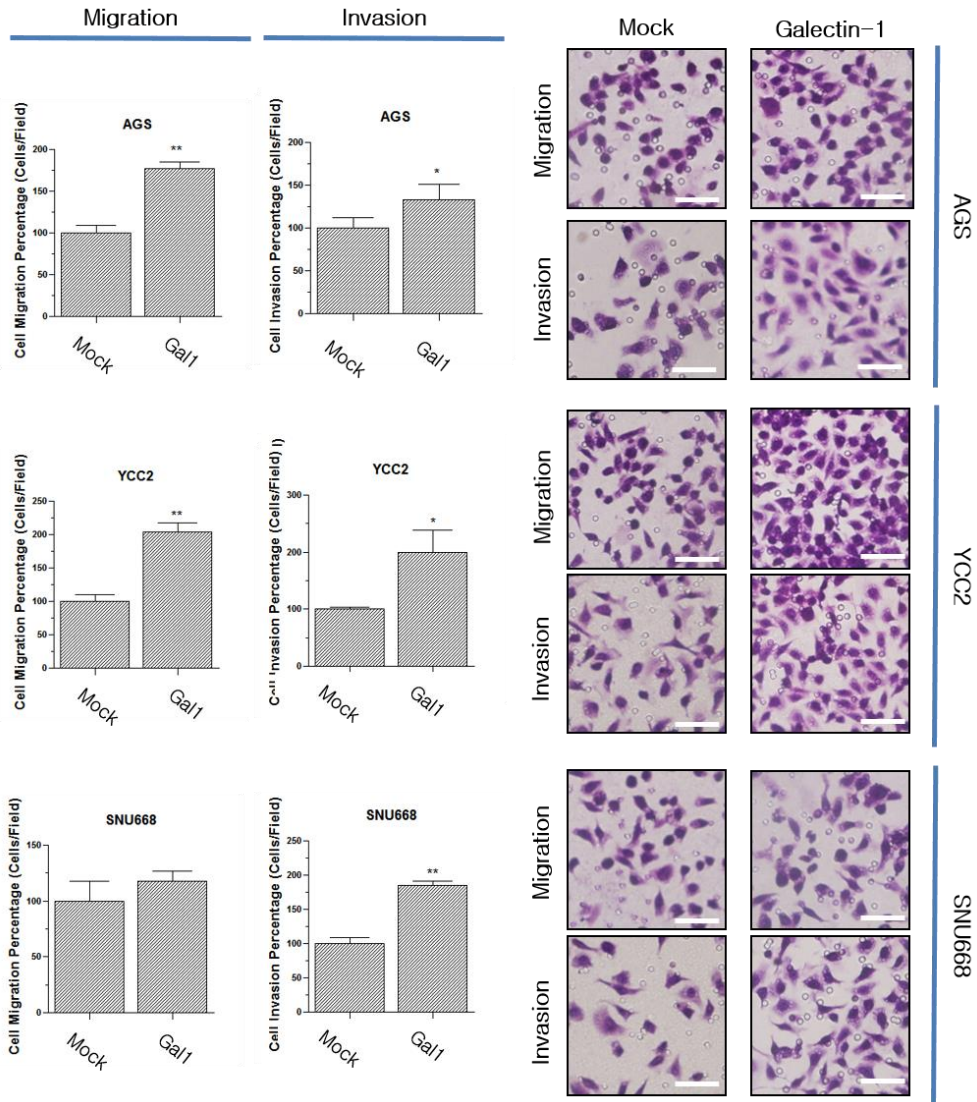 Migration
Invasion
AGS
Cell Migration Percentage (Cells/Field)
200
150
100
50
0
Mock
Gal1
**
AGS
Cell Invasion Percentage (Cells/Field)
200
150
100
50
0
Mock
Gal1
*
YCC2
Cell Migration Percentage (Cells/Field)
250
200
150
100
50
0
Mock
Gal1
**
YCC2
Invasion Percentage (Cells/Field)
300
200
100
0
Mock
Gal1
*
SNU668
Cell Migration Percentage (Cells/Field)
150
100
50
0
Mock
Gal1
SNU668
Cell Invasion Percentage (Cells/Field)
250
200
150
100
50
0
Mock
Gal1
**
Mock
Galectin-1
Migration
Invasion
AGS
Migration
Invasion
YCC2
Migration
Invasion
SNU668